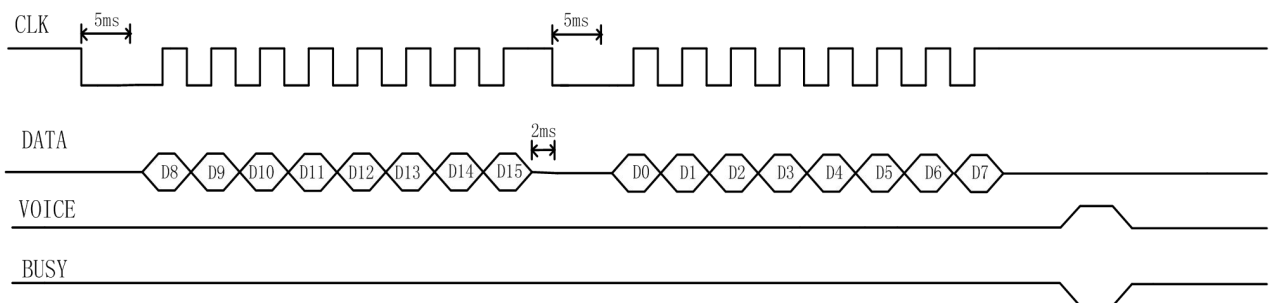 CLK 5ms 5ms
DATA 2ms
D8 D9 D10 D11 D12 D13 D14 D15 D0 D1 D2 D3 D4 D5 D6 D7
VOICE
BUSY